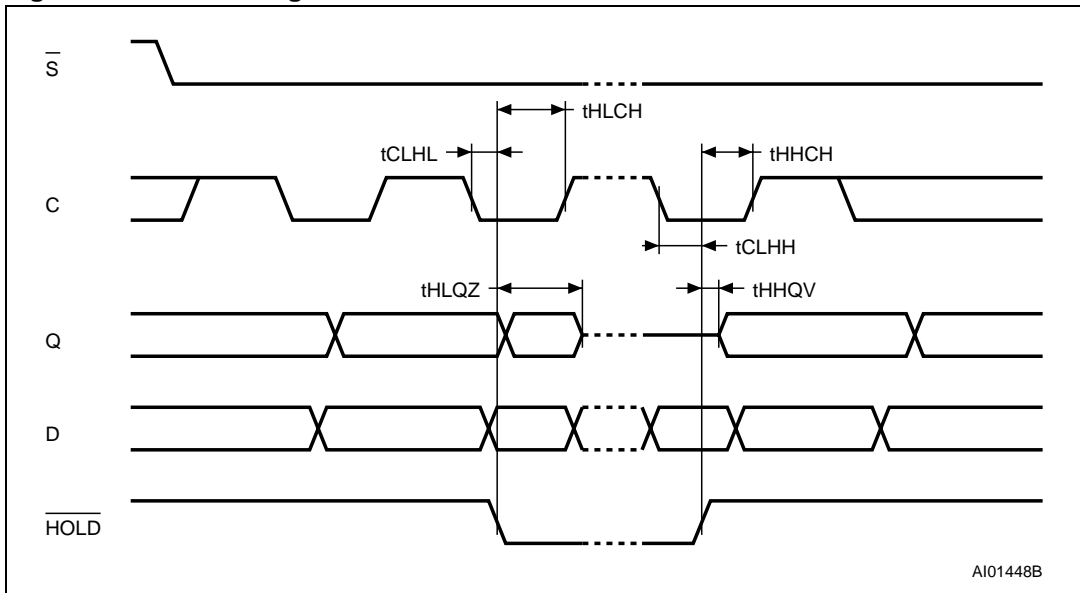 S
tHLCH
tCLHL
tHHCH
C
tCLHH
tHLQZ
tHHQV
Q
D
HOLD
AI01448B